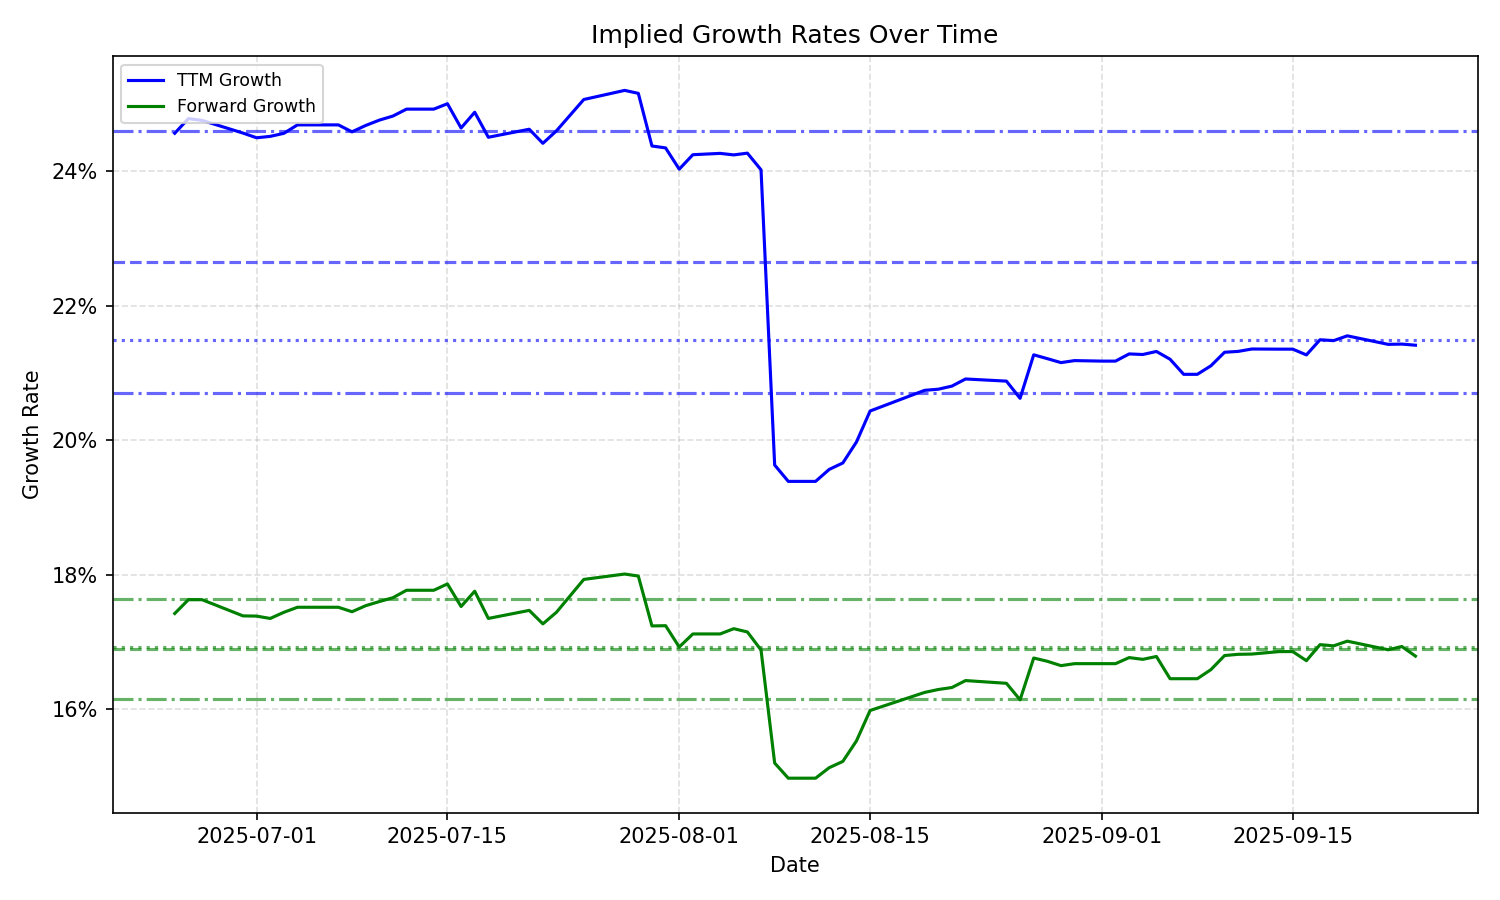 Implied Growth Rates Over Time
TTM Growth
Forward Growth
24%
22%
20%
18%
16%
Growth Rate
2025-07-01
2025-07-15
2025-08-01
2025-08-15
2025-09-01
2025-09-15
Date